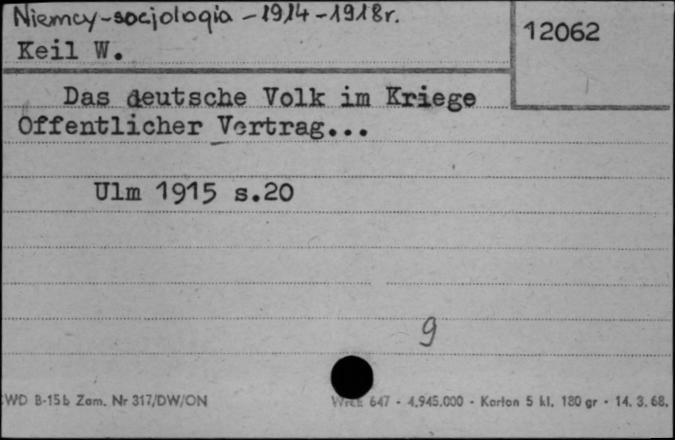 Niemcy-socjologia - 1914 - 1918 r.
12062
Keil W.
Das deutsche Volk im Kriege
Offentlicher Vertrag...
Ulm 1915 s.20
9
WD B-15b Zam. Nr 317/DW/ON
647 - 4.945.000 - Karton 5 kl. 180 gr - 14. 3. 68.